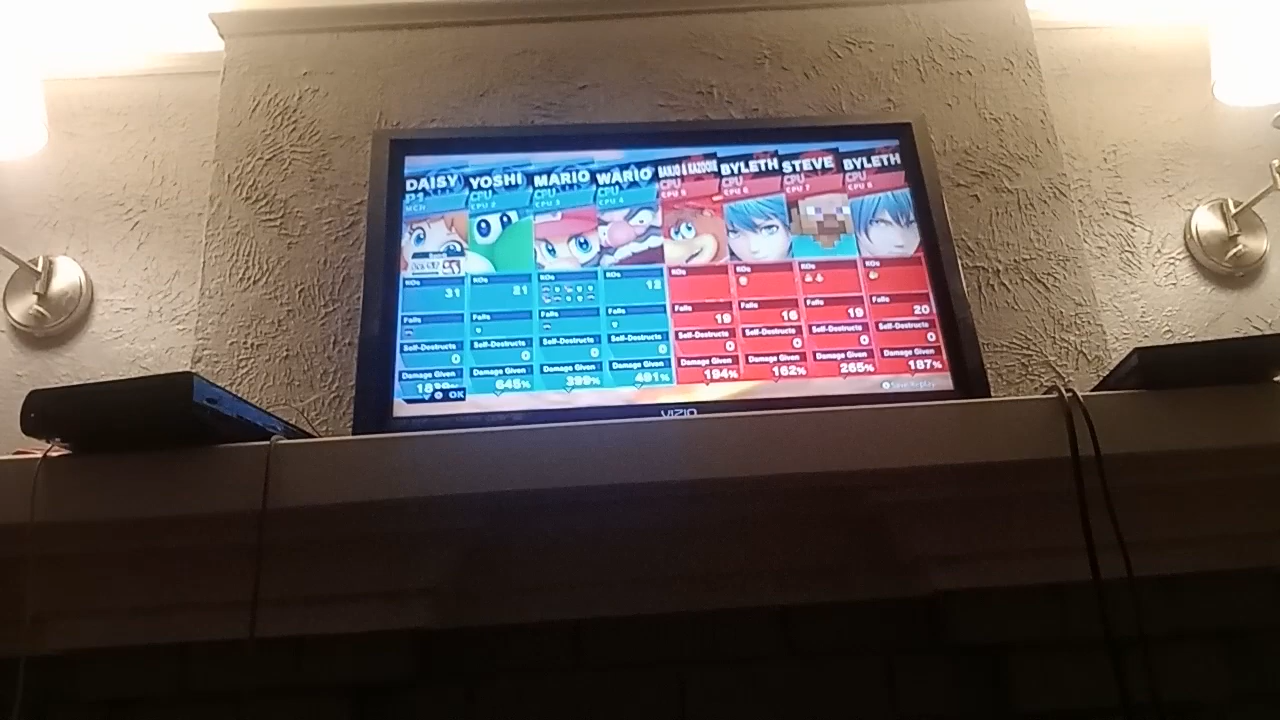 DAISY YOSHI MARIO WARIO BANJO & KAZOOIE BYLETH STEVE BYLETH
P1 CPU CPU CPU CPU CPU CPU CPU
CPU 2 CPU 3 CPU 4 CPU 5 CPU 6 CPU 7 CPU 8
KOs KOs KOs KOs KOs KOs KOs KOs
31 21 12
Falls Falls Falls Falls Falls Falls Falls Falls
19 16 19 20
Self-Destructs Self-Destructs Self-Destructs Self-Destructs Self-Destructs Self-Destructs Self-Destructs Self-Destructs
0 0 0 0 0 0 0 0
Damage Given Damage Given Damage Given Damage Given Damage Given Damage Given Damage Given Damage Given
645% 399% 491% 194% 162% 265% 187%
OK
Save Replay
VIZIO